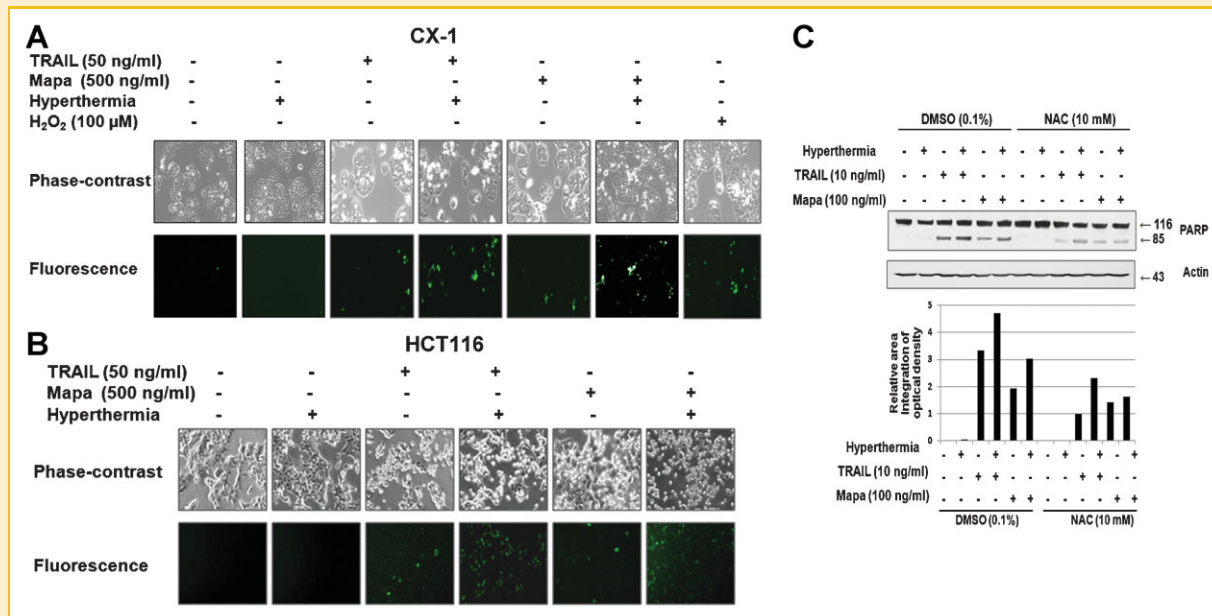 A
CX-1
TRAIL (50 ng/ml) - - + + - - -
Mapa (500 ng/ml) - - - - + + -
Hyperthermia - + - + - + -
H₂O₂ (100 µM) - - - - - - +
Phase-contrast
Fluorescence
B
HCT116
TRAIL (50 ng/ml) - - + + - -
Mapa (500 ng/ml) - - - - + +
Hyperthermia - + - + - +
Phase-contrast
Fluorescence
C
DMSO (0.1%) NAC (10 mM)
Hyperthermia - + - + - + - + - + - +
TRAIL (10 ng/ml) - - + + - - - - + + - -
Mapa (100 ng/ml) - - - - + + - - - - + +
←116 PARP
←85
←43 Actin
Relative area
Integration of
optical density
5
4
3
2
1
0
Hyperthermia - + - + - + - + - + - +
TRAIL (10 ng/ml) - - + + - - - - + + - -
Mapa (100 ng/ml) - - - - + + - - - - + +
DMSO (0.1%) NAC (10 mM)